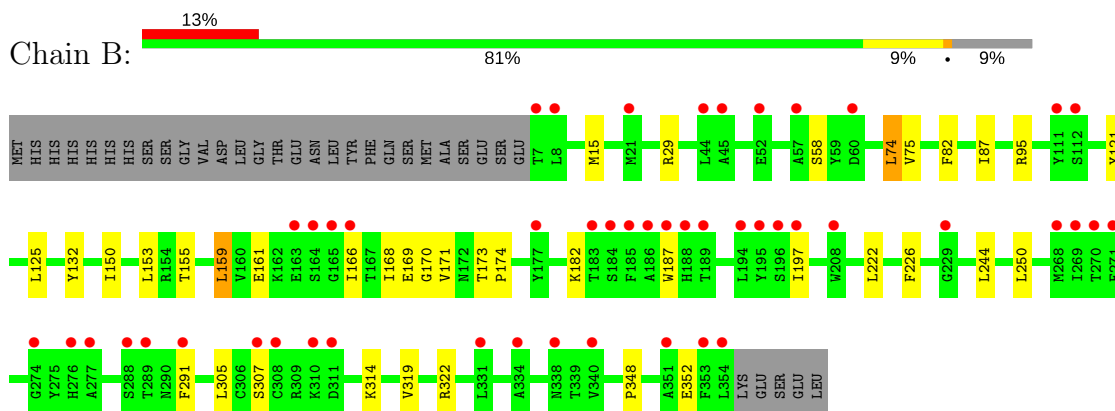 13%
Chain B:
81% 9% • 9%
MET HIS HIS HIS HIS HIS HIS SER SER GLY VAL ASP LEU GLY THR GLU ASN LEU TYR PHE GLN SER MET ALA SER GLU SER GLU T7 L8 M15 M21 R29 L44 A45 E52 A57 S58 Y59 D60 L74 V75 F82 I87 R95 Y111 S112
L125 Y132 I150 L153 R154 T155 L159 V160 E161 K162 E163 S164 G165 I166 T167 I168 E169 G170 V171 N172 T173 P174 Y177 K182 T183 S184 F185 A186 W187 H188 T189 L194 Y195 S196 I197 W208 L222 F226 G229 L244 L250 M268 I269 T270
G274 Y275 H276 A277 S288 T289 N290 F291 L305 C306 S307 C308 R309 K310 D311 K314 V319 R322 L331 A334 N338 T339 V340 P348 A351 E352 F353 L354 LYS GLU SER GLU LEU